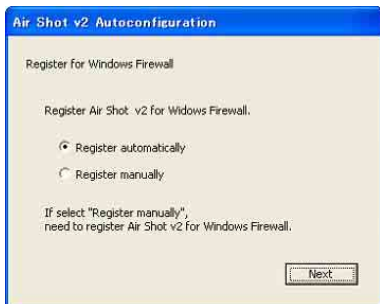 Air Shot v2 Autoconfiguration
Register for Windows Firewall
Register Air Shot v2 for Widows Firewall.
Register automatically
Register manually
If select "Register manually",
need to register Air Shot v2 for Windows Firewall.
Next